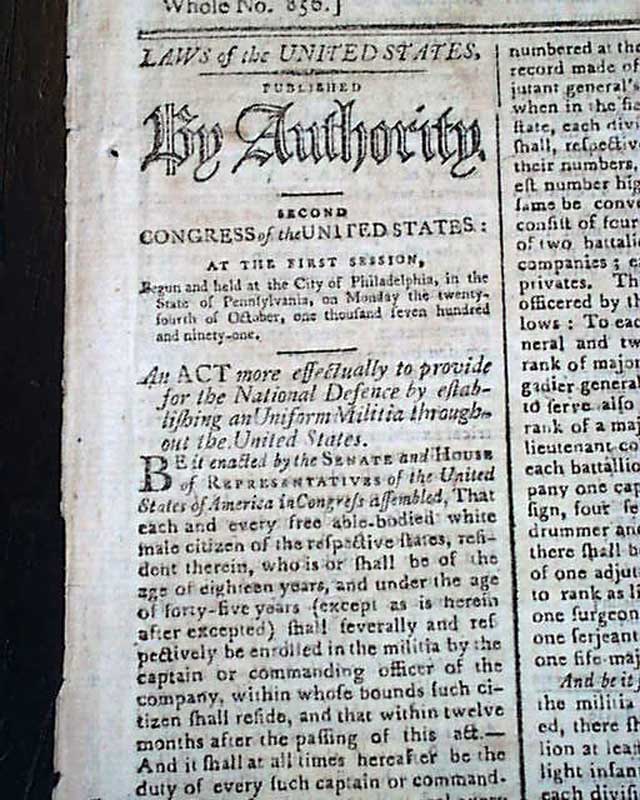 Whole No. 856.]
LAWS of the UNITED STATES,
PUBLISHED
By Authority.
SECOND
CONGRESS of the UNITED STATES:
AT THE FIRST SESSION,
Begun and held at the City of Philadelphia, in the
State of Pennsylvania, on Monday the twenty-
fourth of October, one thouſand ſeven hundred
and ninety-one.
An ACT more effectually to provide
for the National Defence by eſtab-
liſhing an Uniform Militia through-
out the United States.
BE it enacted by the SENATE and HOUSE
of REPRESENTATIVES of the United
States of America in Congreſs aſſembled, That
each and every free able-bodied white
male citizen of the reſpective ſtates, reſi-
dent therein, who is or ſhall be of the
age of eighteen years, and under the age
of forty-five years (except as is herein
after excepted) ſhall ſeverally and reſ
pectively be enrolled in the militia by the
captain or commanding officer of the
company, within whoſe bounds ſuch ci-
tizen ſhall reſide, and that within twelve
months after the paſſing of this act.—
And it ſhall at all times hereafter be the
duty of every ſuch captain or command-
numbered at the
record made of
jutant general's
when in the
ſtate, each
ſhall, reſpectiv
their numbers,
eſt number
ſame be conve
conſiſt of four
of two battali
companies;
privates. Th
officered by th
lows: To eac
neral and tw
rank of major
gadier general
to ſerve alſo
rank of a maj
lieutenant co
each battallio
pany one cap
ſign, four ſe
drummer and
there ſhall be
of one adjut
to rank as li
one ſurgeon
one ſerjeant
one fife-maj
And be it
the militia
ed, there ſh
lion at leaſt
light infant
each diviſi